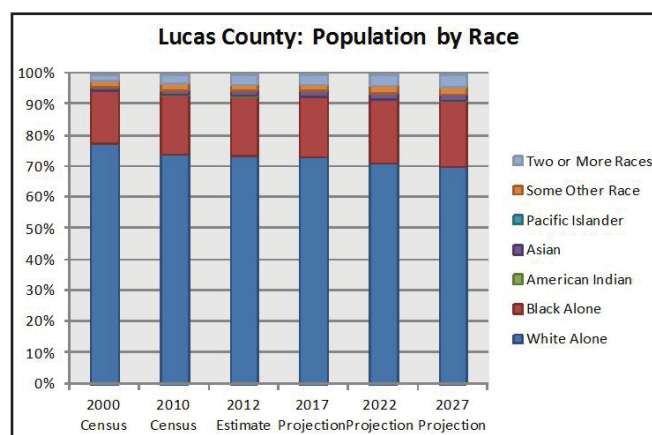 Lucas County: Population by Race
100%
90%
80%
70%
60%
50%
40%
30%
20%
10%
0%
2000 2010 2012 2017 2022 2027
Census Census Estimate Projection Projection Projection
Two or More Races
Some Other Race
Pacific Islander
Asian
American Indian
Black Alone
White Alone